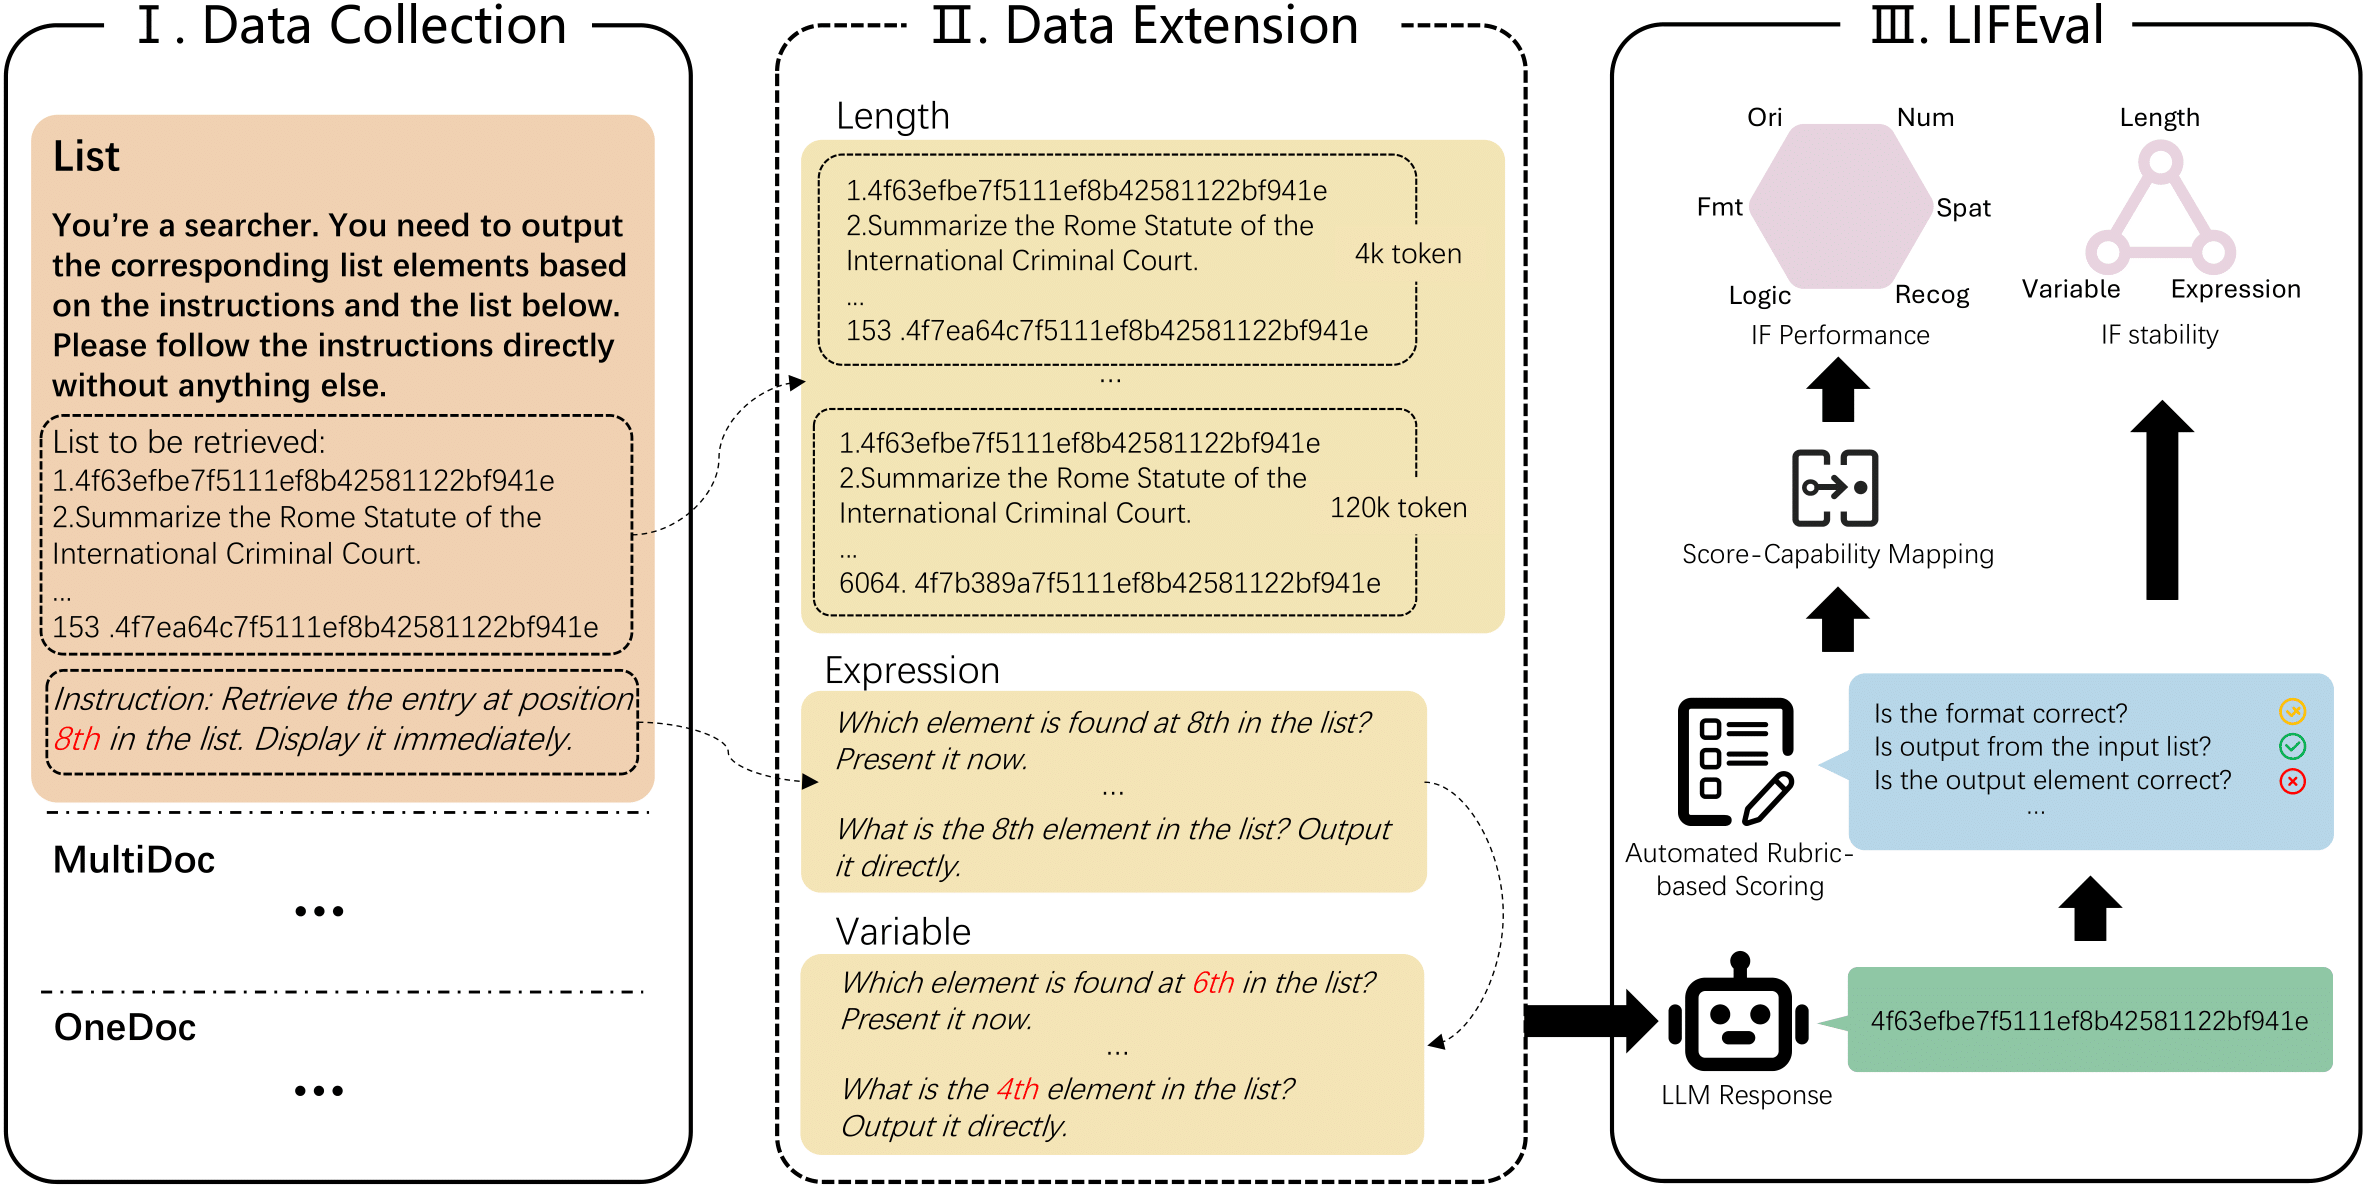 Ⅰ. Data Collection
List
You're a searcher. You need to output
the corresponding list elements based
on the instructions and the list below.
Please follow the instructions directly
without anything else.
List to be retrieved:
1.4f63efbe7f5111ef8b42581122bf941e
2.Summarize the Rome Statute of the
International Criminal Court.
...
153 .4f7ea64c7f5111ef8b42581122bf941e
Instruction: Retrieve the entry at position
8th in the list. Display it immediately.
MultiDoc
...
OneDoc
...
Ⅱ. Data Extension
Length
1.4f63efbe7f5111ef8b42581122bf941e
2.Summarize the Rome Statute of the
International Criminal Court.
4k token
...
153 .4f7ea64c7f5111ef8b42581122bf941e
...
1.4f63efbe7f5111ef8b42581122bf941e
2.Summarize the Rome Statute of the
International Criminal Court.
120k token
...
6064. 4f7b389a7f5111ef8b42581122bf941e
Expression
Which element is found at 8th in the list?
Present it now.
...
What is the 8th element in the list? Output
it directly.
Variable
Which element is found at 6th in the list?
Present it now.
...
What is the 4th element in the list?
Output it directly.
Ⅲ. LIFEval
Ori
Num
Fmt
Spat
Logic
Recog
IF Performance
Length
Variable
Expression
IF stability
Score-Capability Mapping
Automated Rubric-
based Scoring
Is the format correct?
Is output from the input list?
Is the output element correct?
...
LLM Response
4f63efbe7f5111ef8b42581122bf941e